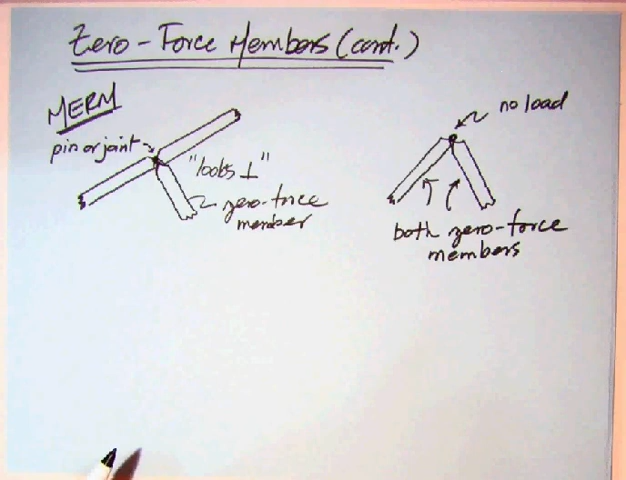 Zero-Force Members (cont.)
MERM
pin or joint
"looks ⊥"
zero-force
member
no load
both zero-force
members